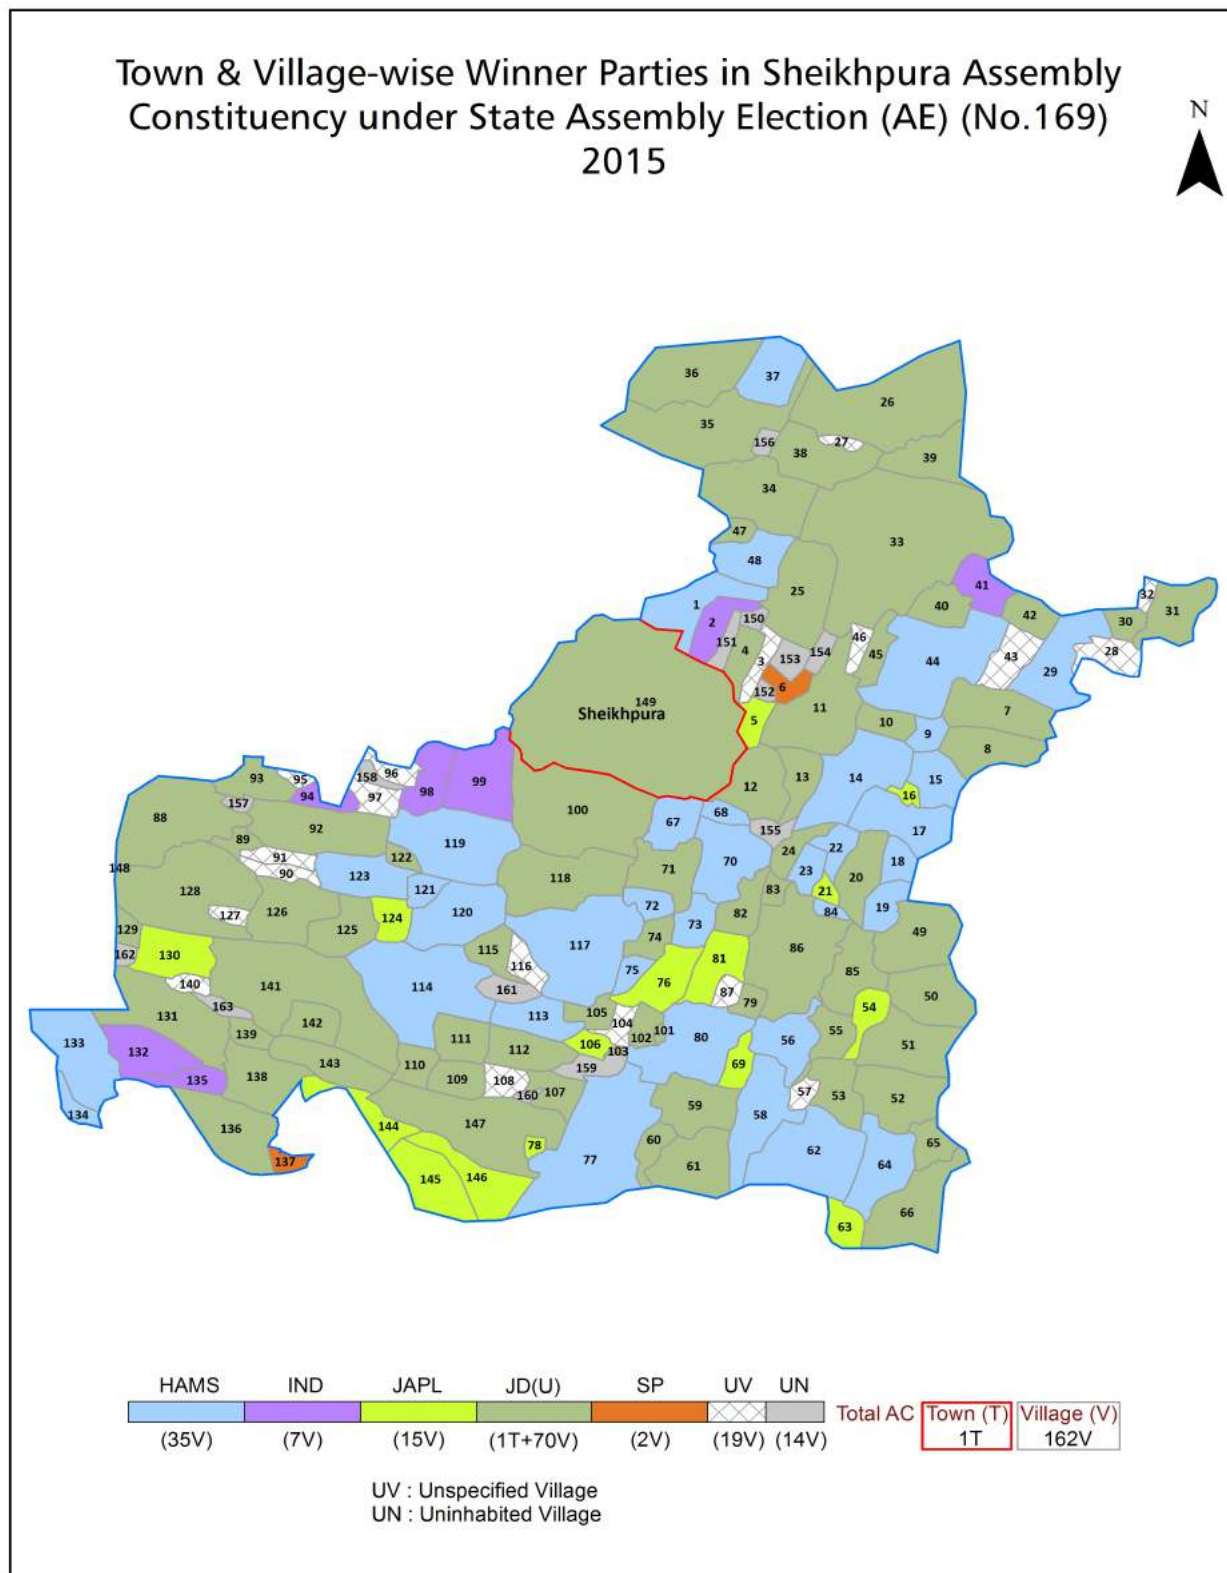 Town & Village-wise Winner Parties in Sheikhpura Assembly
Constituency under State Assembly Election (AE) (No.169)
2015
N
36 37 26
35 156 38 27 39
34
47 33
48
25 41
1 2 150 40 42 30 32 31
151 4 3 153 154 46 45 44 43 29 28
152 6
149 5 11 10 7
Sheikhpura
9 8
93 95 158 96 98 99 12 13 14 15
157 94 97 16
88 92 100 67 68 155 17
89 119
148 91 90 123 122 118 71 70 24 22 18
121 23 20
128 127 126 125 124 120 72 83 21 19
129 73 82 84
162 130 115 116 117 74 86 49
140 141 114 161 75 76 81 87 79 85 50
163 113 105 104 54
131 139 142 111 112 106 103 102 101 80 56 55 51
133 132 143 110 109 108 159 69
135 138 160 107 57 53 52
134 136 144 147 59 58
137 78 60 61 62 65
145 146 77 64
63 66
HAMS IND JAPL JD(U) SP UV UN
Total AC Town (T) Village (V)
1T 162V
(35V) (7V) (15V) (1T+70V) (2V) (19V) (14V)
UV : Unspecified Village
UN : Uninhabited Village